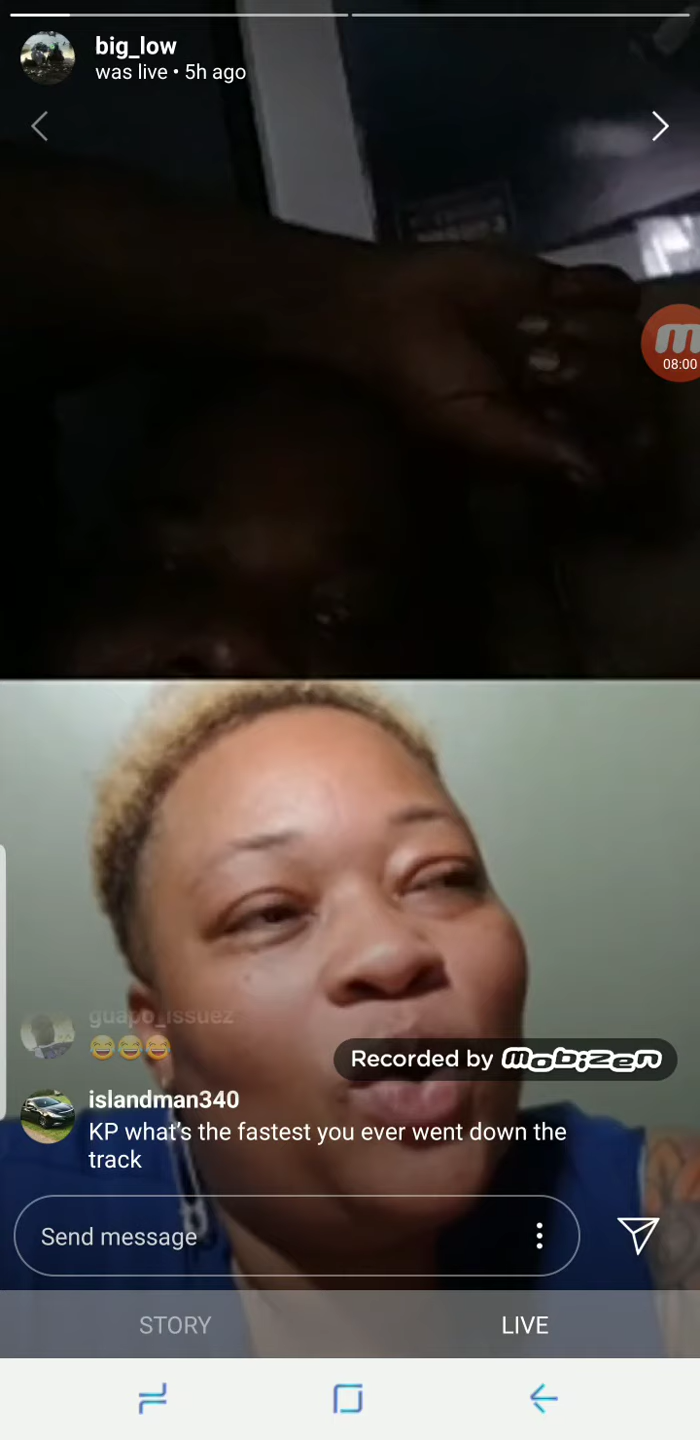 big_low
was live • 5h ago
08:00
guapo_issuez
😆😆😆
Recorded by mobizen
islandman340
KP what's the fastest you ever went down the
track
Send message
STORY LIVE